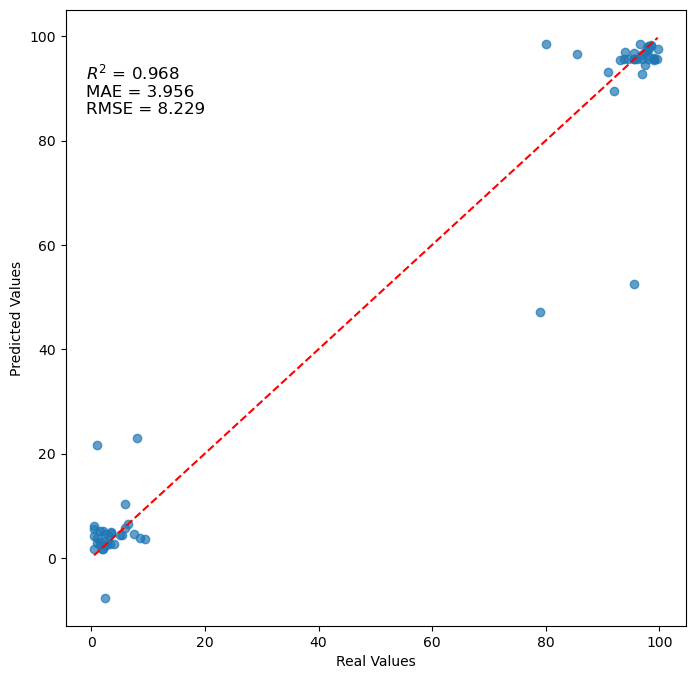 R² = 0.968
MAE = 3.956
RMSE = 8.229
Predicted Values
100
80
60
40
20
0
0 20 40 60 80 100
Real Values